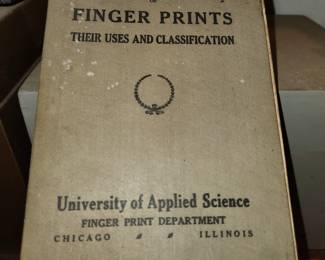 FINGER PRINTS
THEIR USES AND CLASSIFICATION
University of Applied Science
FINGER PRINT DEPARTMENT
CHICAGO ILLINOIS